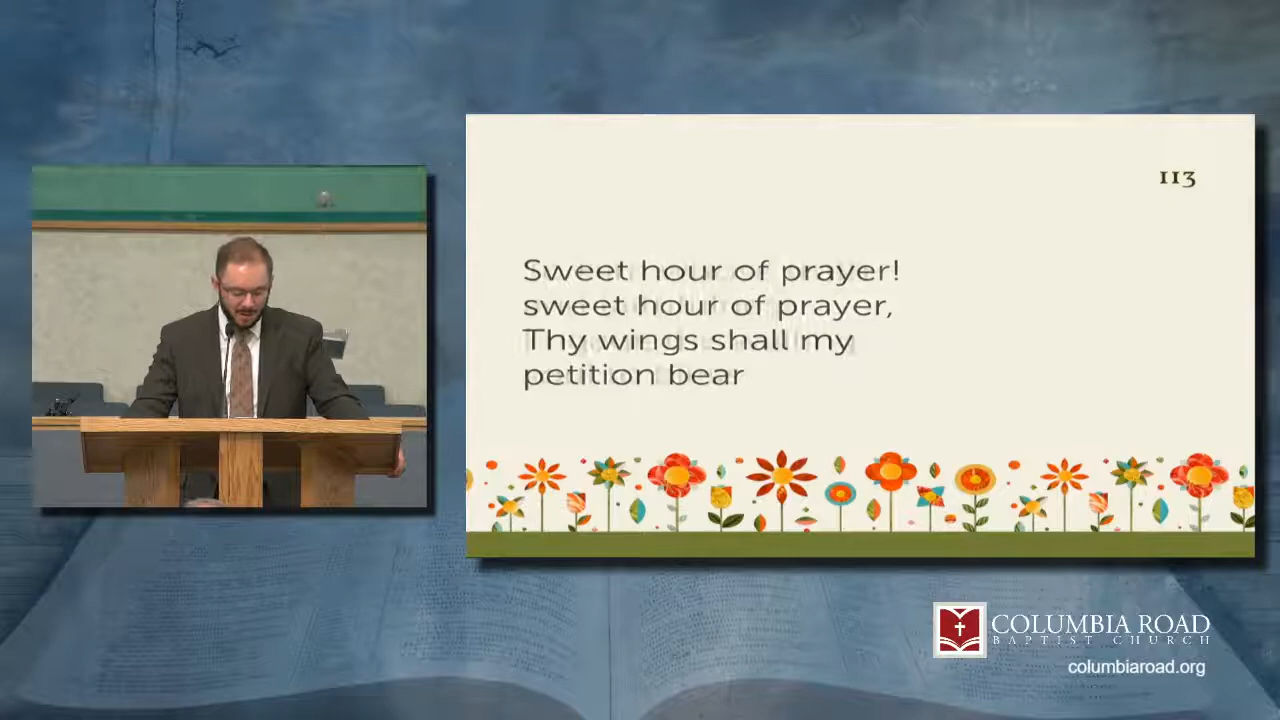 113
Sweet hour of prayer!
sweet hour of prayer,
Thy wings shall my
petition bear
COLUMBIA ROAD
BAPTIST CHURCH
columbiaroad.org